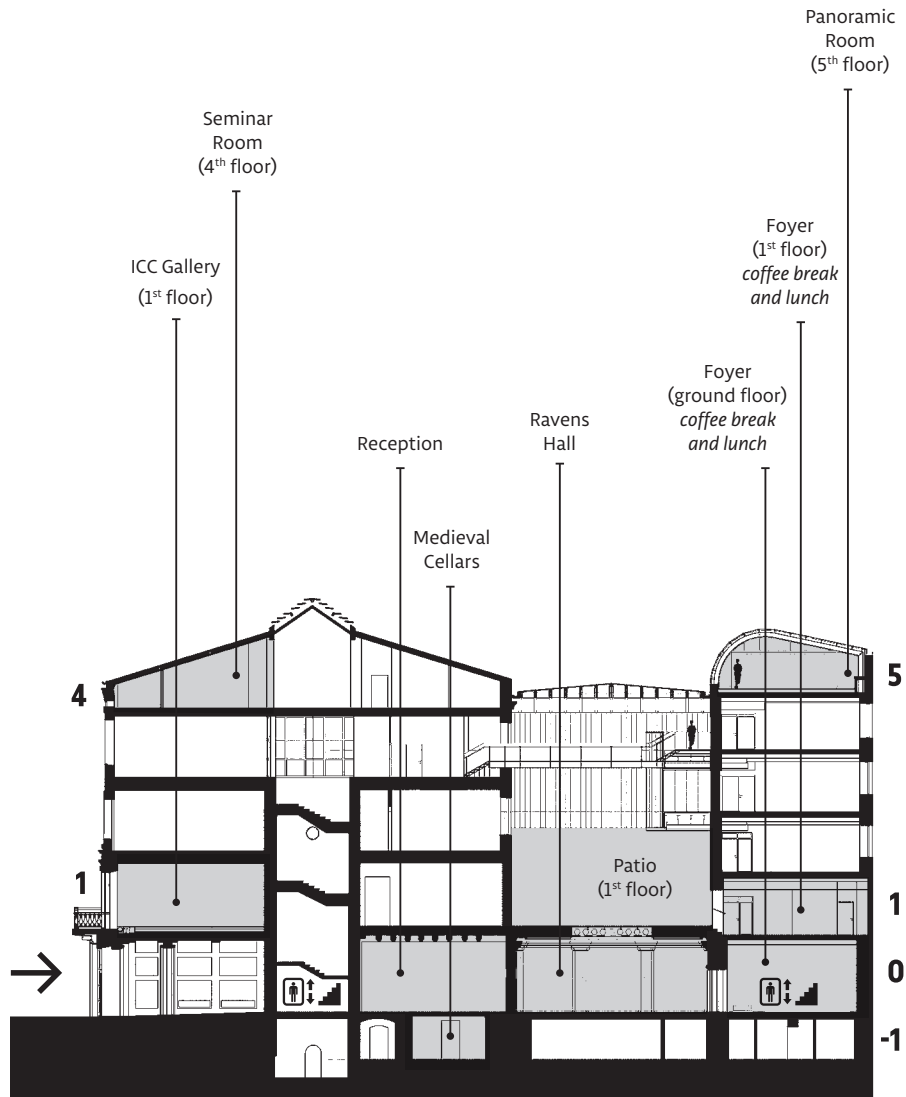 Panoramic
Room
(5th floor)
Seminar
Room
(4th floor)
Foyer
(1st floor)
coffee break
and lunch
ICC Gallery
(1st floor)
Foyer
(ground floor)
coffee break
and lunch
Ravens
Hall
Reception
Medieval
Cellars
4
5
Patio
(1st floor)
1
1
0
-1